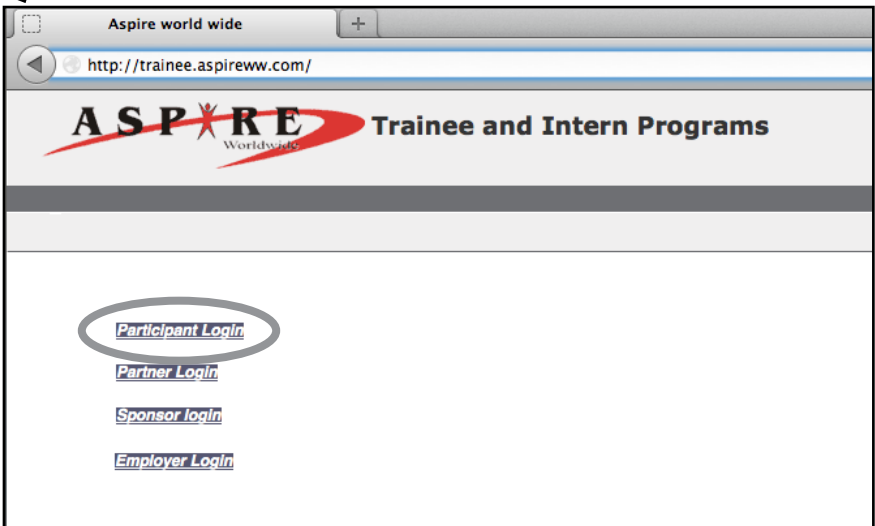 Aspire world wide
http://trainee.aspireww.com/
ASPIRE
Worldwide
Trainee and Intern Programs
Participant Login
Partner Login
Sponsor login
Employer Login